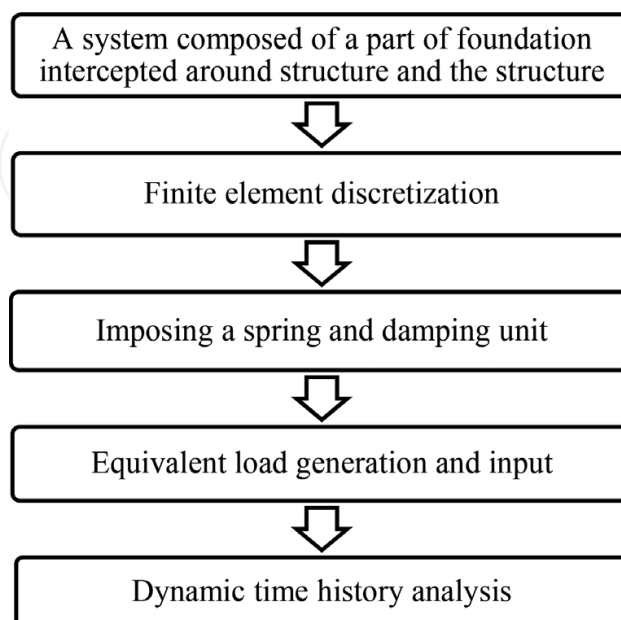 A system composed of a part of foundation
intercepted around structure and the structure
Finite element discretization
Imposing a spring and damping unit
Equivalent load generation and input
Dynamic time history analysis